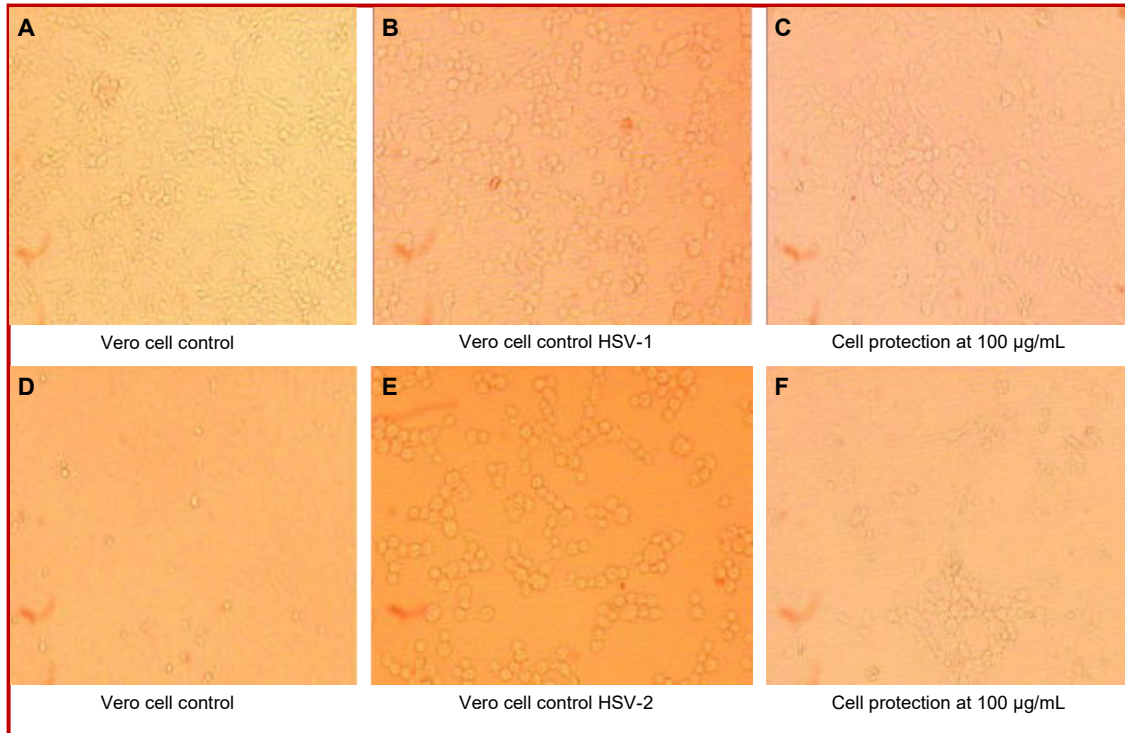 A
B
C
Vero cell control
Vero cell control HSV-1
Cell protection at 100 µg/mL
D
E
F
Vero cell control
Vero cell control HSV-2
Cell protection at 100 µg/mL